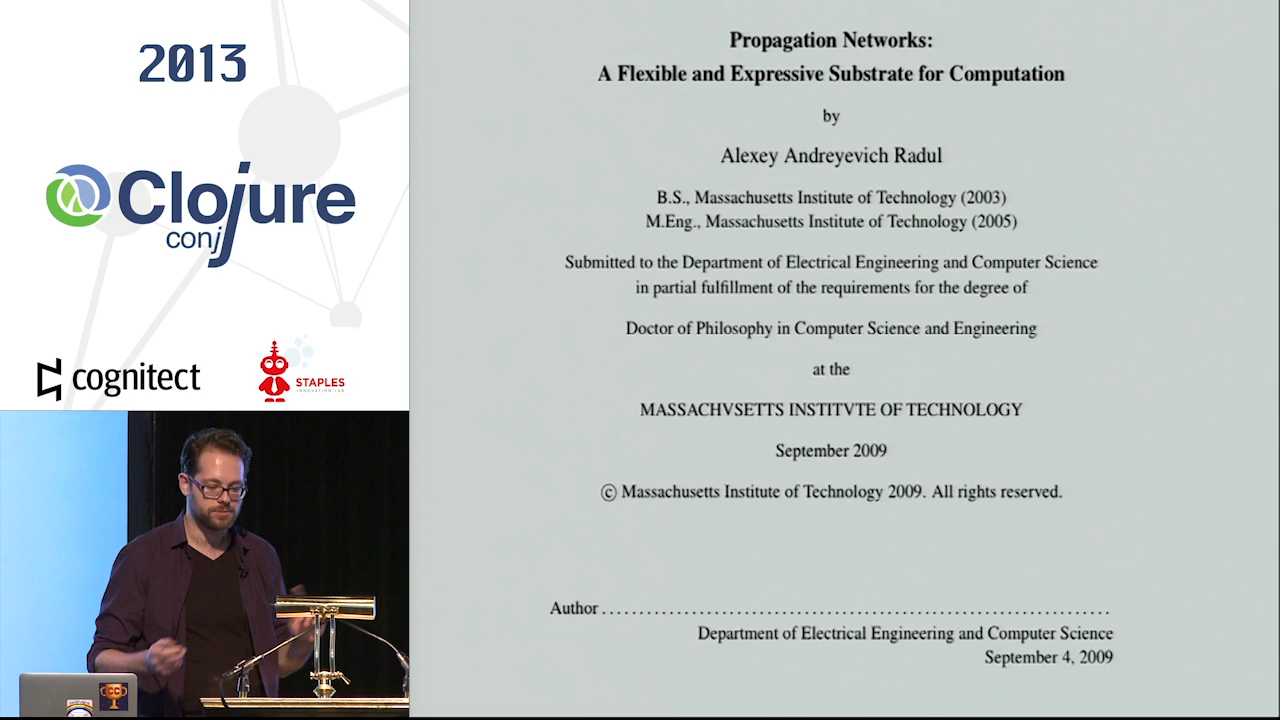 2013
Clojure
conj
cognitect
STAPLES
INNOVATION LAB
CC
Propagation Networks:
A Flexible and Expressive Substrate for Computation
by
Alexey Andreyevich Radul
B.S., Massachusetts Institute of Technology (2003)
M.Eng., Massachusetts Institute of Technology (2005)
Submitted to the Department of Electrical Engineering and Computer Science
in partial fulfillment of the requirements for the degree of
Doctor of Philosophy in Computer Science and Engineering
at the
MASSACHVSETTS INSTITVTE OF TECHNOLOGY
September 2009
© Massachusetts Institute of Technology 2009. All rights reserved.
Author ................................................................
Department of Electrical Engineering and Computer Science
September 4, 2009